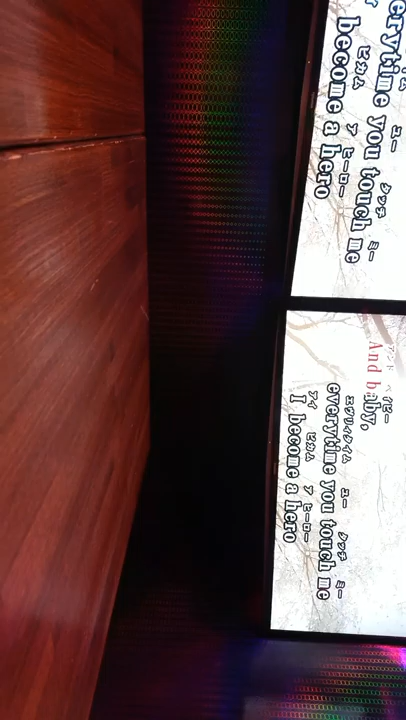 erytime you touch me
ユー タッチ ミー
become a hero
ビカム ア ヒーロー
アンド ベイビー
And baby,
エヴリィタイム ユー タッチ ミー
everytime you touch me
アイ ビカム ア ヒーロー
I become a hero